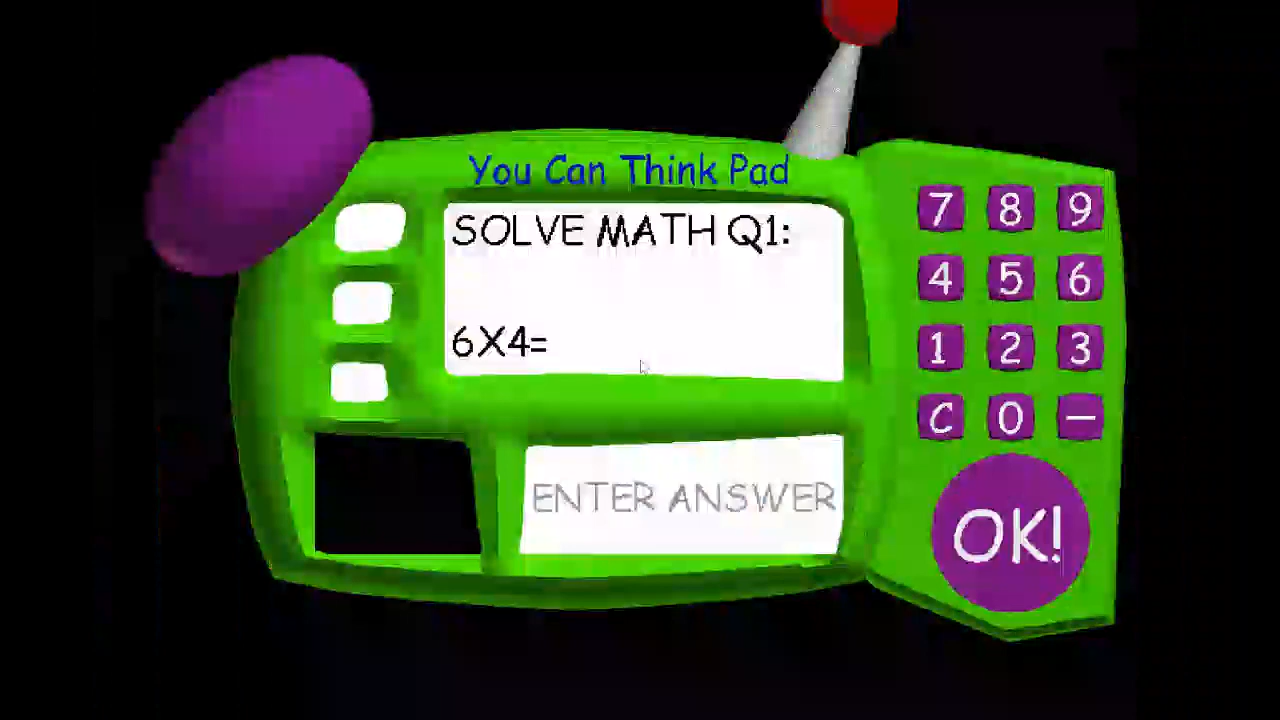 You Can Think Pad
SOLVE MATH Q1:
6X4=
ENTER ANSWER
7 8 9
4 5 6
1 2 3
C 0 —
OK!